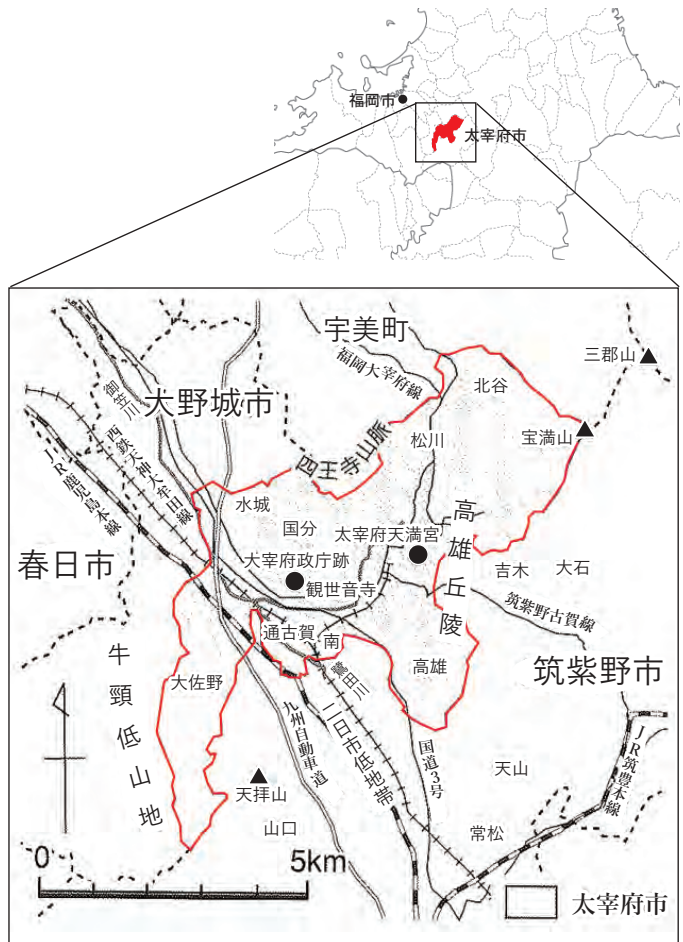 福岡市
太宰府市
宇美町
三郡山
福岡太宰府線
北谷
御笠川
大野城市
西鉄天神大牟田線
松川
宝満山
JR鹿児島本線
四王寺山脈
水城
高雄丘陵
国分
太宰府天満宮
春日市
大宰府政庁跡
吉木
大石
観世音寺
筑紫野古賀線
通古賀
南
牛頸低山地
大佐野
鷺田川
高雄
筑紫野市
九州自動車道
二日市低地帯
国道3号
天山
JR筑豊本線
天拝山
山口
常松
0
5km
太宰府市